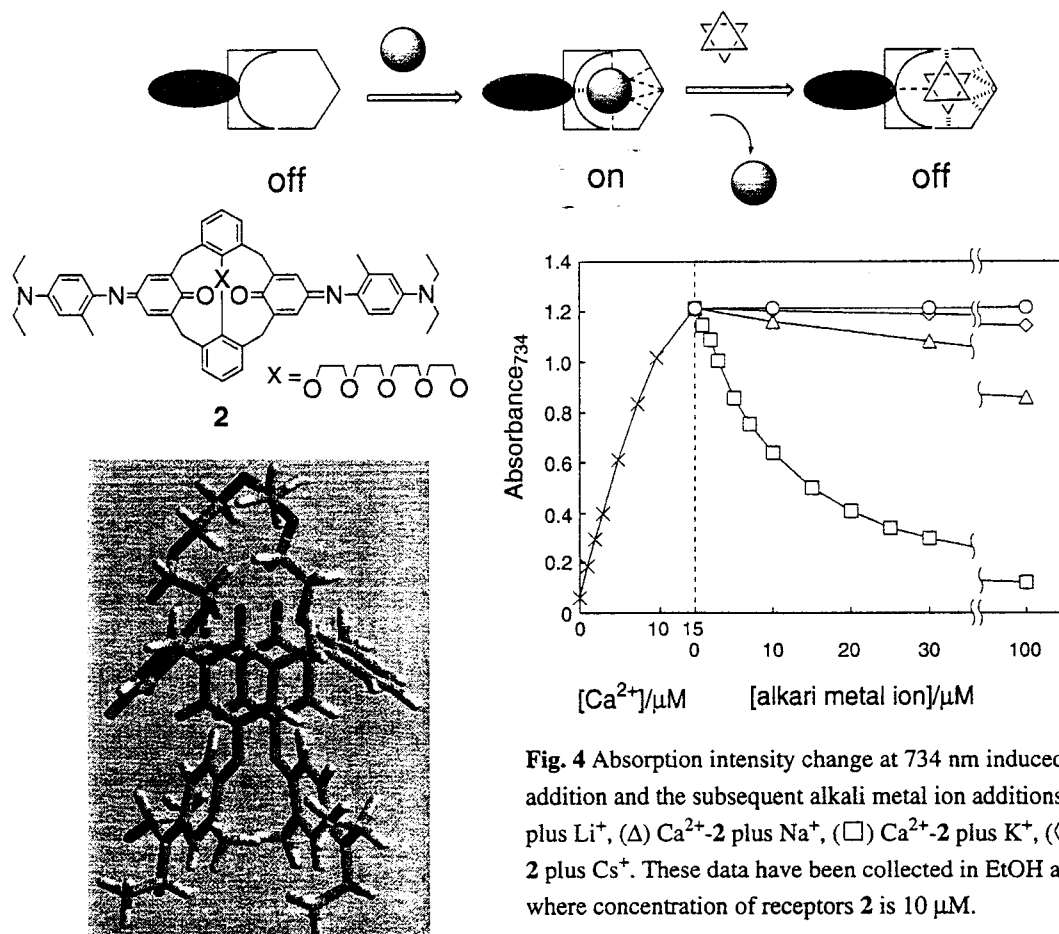 off
on
off
N
N
X
O
O
N
N
X =
O O O O O
2
Absorbance734
1.4
1.2
1.0
0.8
0.6
0.4
0.2
0
0 10 15
0 10 20 30 100
[Ca2+]/μM [alkari metal ion]/μM
Fig. 4 Absorption intensity change at 734 nm induced
addition and the subsequent alkali metal ion additions
plus Li+, (Δ) Ca2+-2 plus Na+, (□) Ca2+-2 plus K+, (◇
2 plus Cs+. These data have been collected in EtOH a
where concentration of receptors 2 is 10 μM.